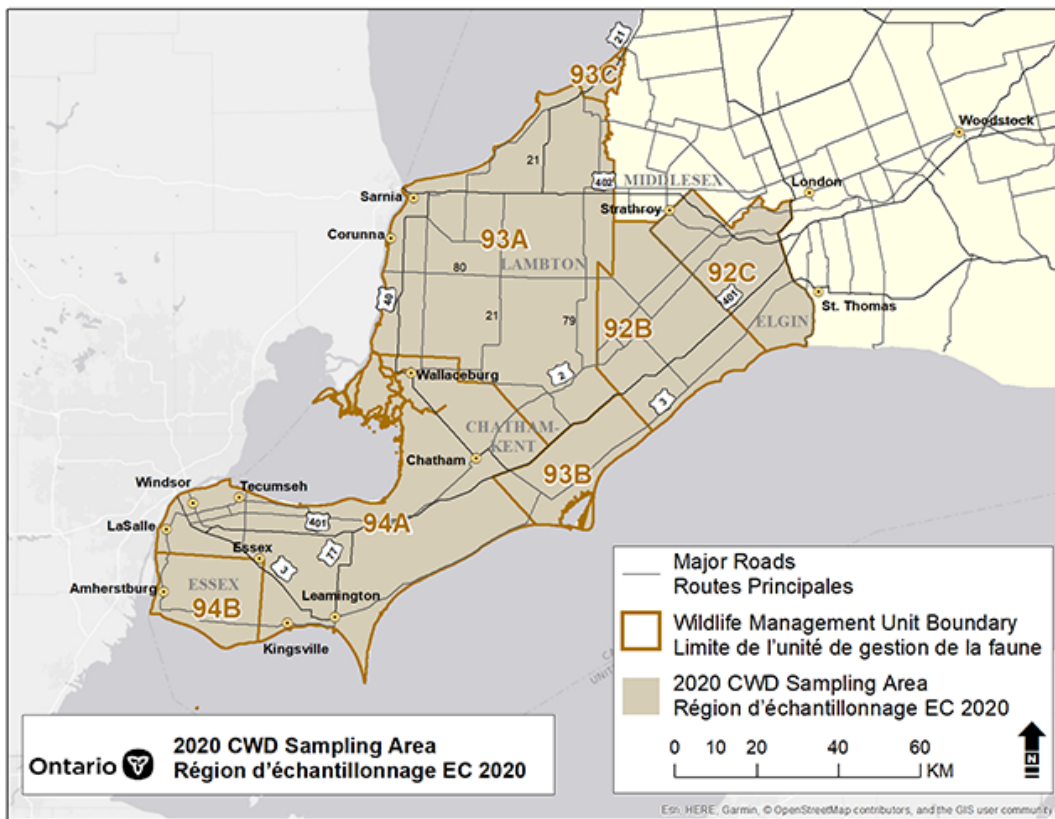 21
93C
Woodstock
21
402
MIDDLESEX
London
Sarnia
Strathroy
Corunna
93A
LAMBTON
92C
80
40
401
21
79
92B
ELGIN
St. Thomas
Wallaceburg
2
3
CHATHAM-
KENT
Chatham
93B
Windsor
Tecumseh
LaSalle
401
94A
Essex
77
3
ESSEX
Amherstburg
94B
Leamington
Kingsville
Major Roads
Routes Principales
Wildlife Management Unit Boundary
Limite de l'unité de gestion de la faune
2020 CWD Sampling Area
Région d'échantillonnage EC 2020
0 10 20 40 60
KM
N
Ontario
2020 CWD Sampling Area
Région d'échantillonnage EC 2020
Esri, HERE, Garmin, © OpenStreetMap contributors, and the GIS user community